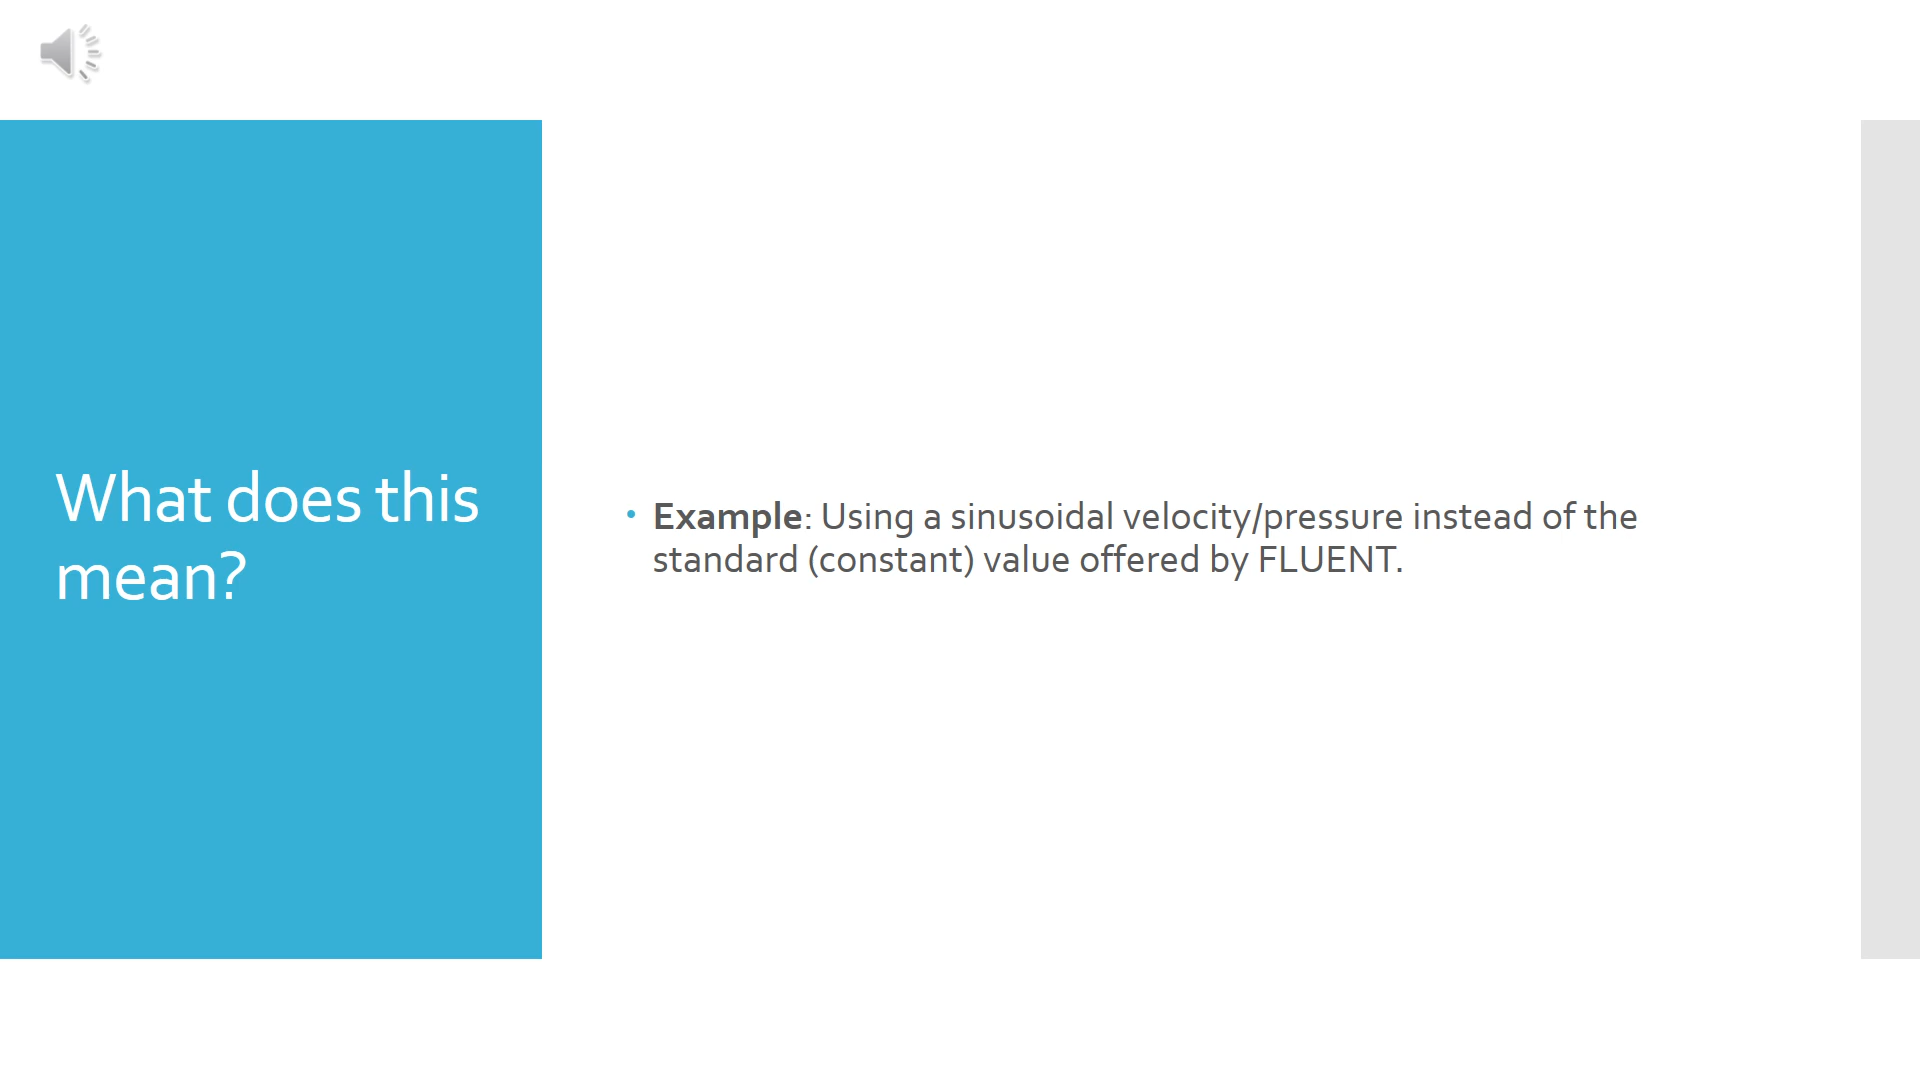 What does this
mean?
• Example: Using a sinusoidal velocity/pressure instead of the
standard (constant) value offered by FLUENT.